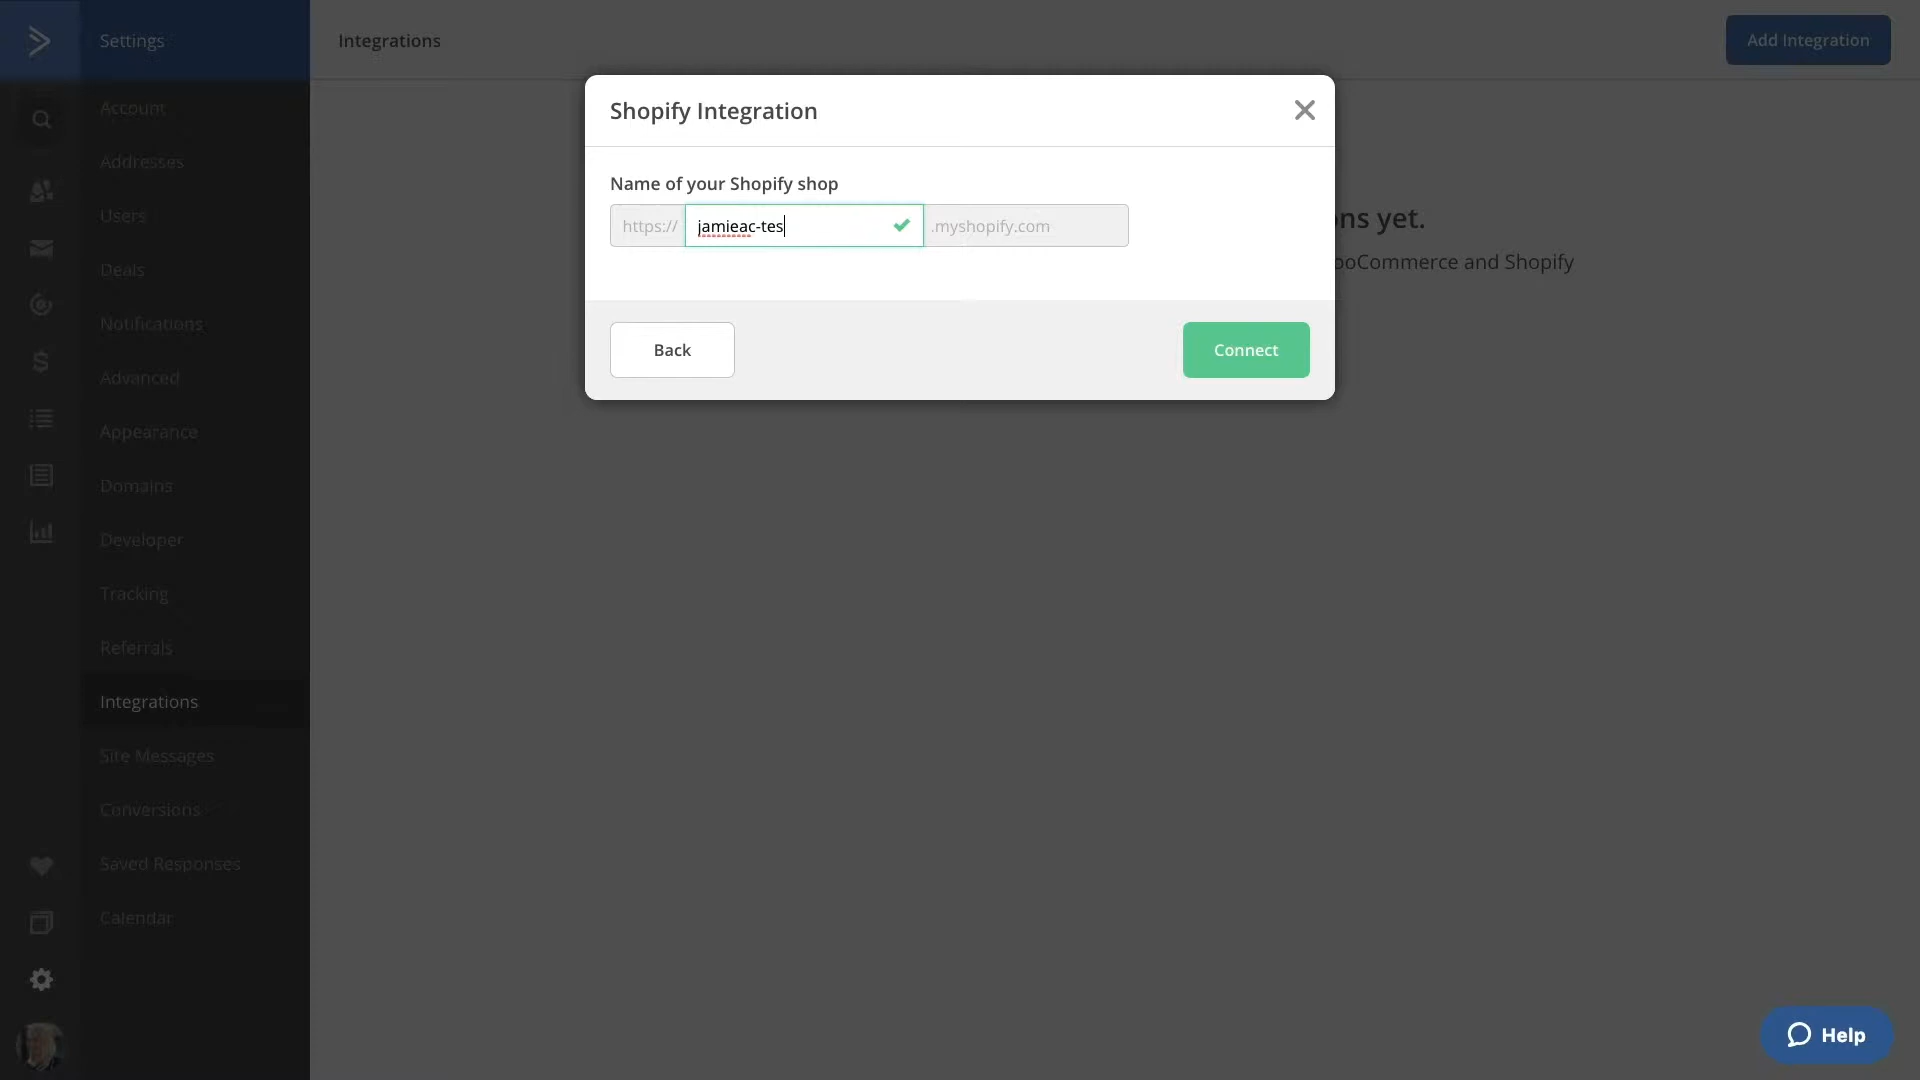 Settings
Integrations
Add Integration
Account
Addresses
Users
Deals
Notifications
Advanced
Appearance
Domains
Developer
Tracking
Referrals
Integrations
Site Messages
Conversions
Saved Responses
Calendar
Shopify Integration
Name of your Shopify shop
https:// jamieac-tes .myshopify.com
Back
Connect
yet.
and Shopify
Help